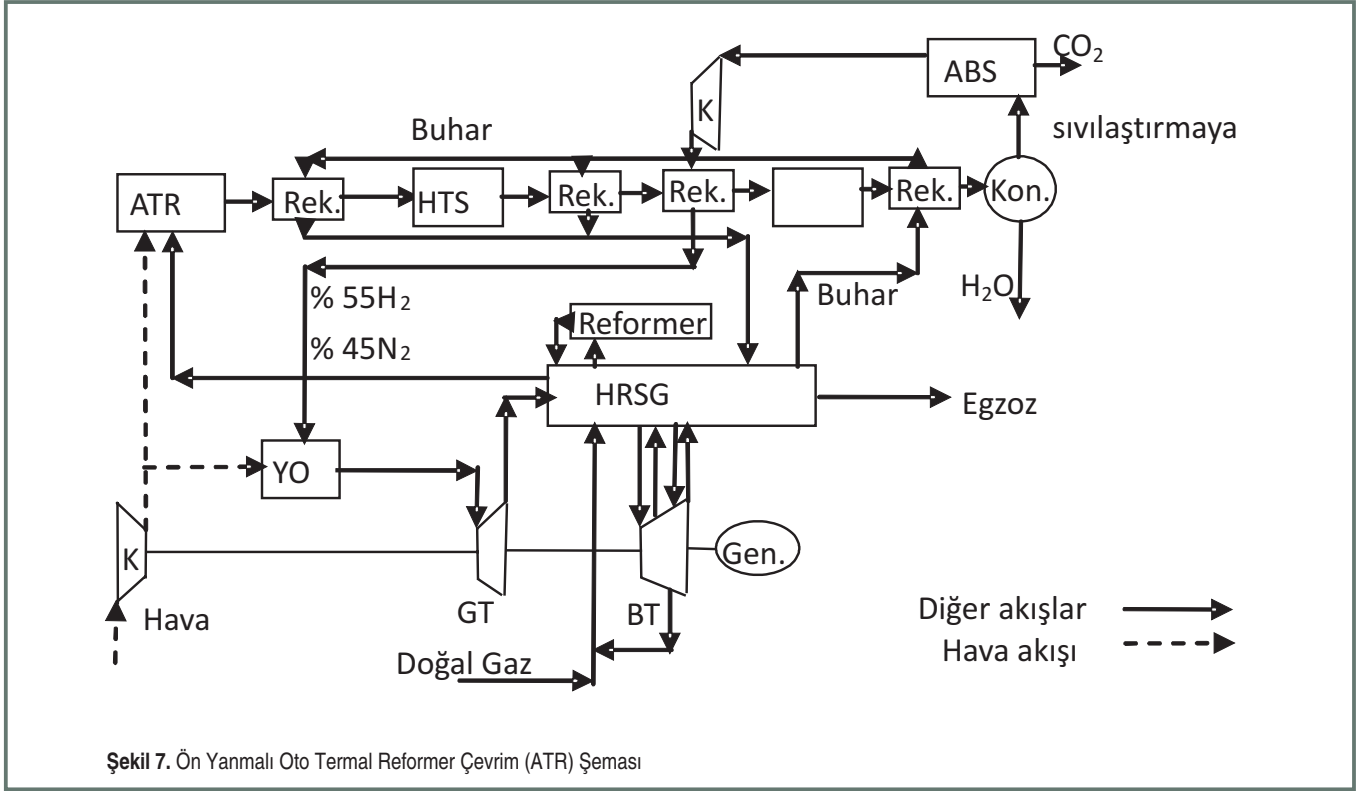 CO₂
ABS
K
sıvılaştırmaya
Buhar
ATR
Rek.
HTS
Rek.
Rek.
Rek.
Kon.
Buhar
H₂O
% 55H₂
% 45N₂
Reformer
HRSG
Egzoz
YO
K
Gen.
Hava
GT
BT
Diğer akışlar
Hava akışı
Doğal Gaz
Şekil 7. Ön Yanmalı Oto Termal Reformer Çevrim (ATR) Şeması